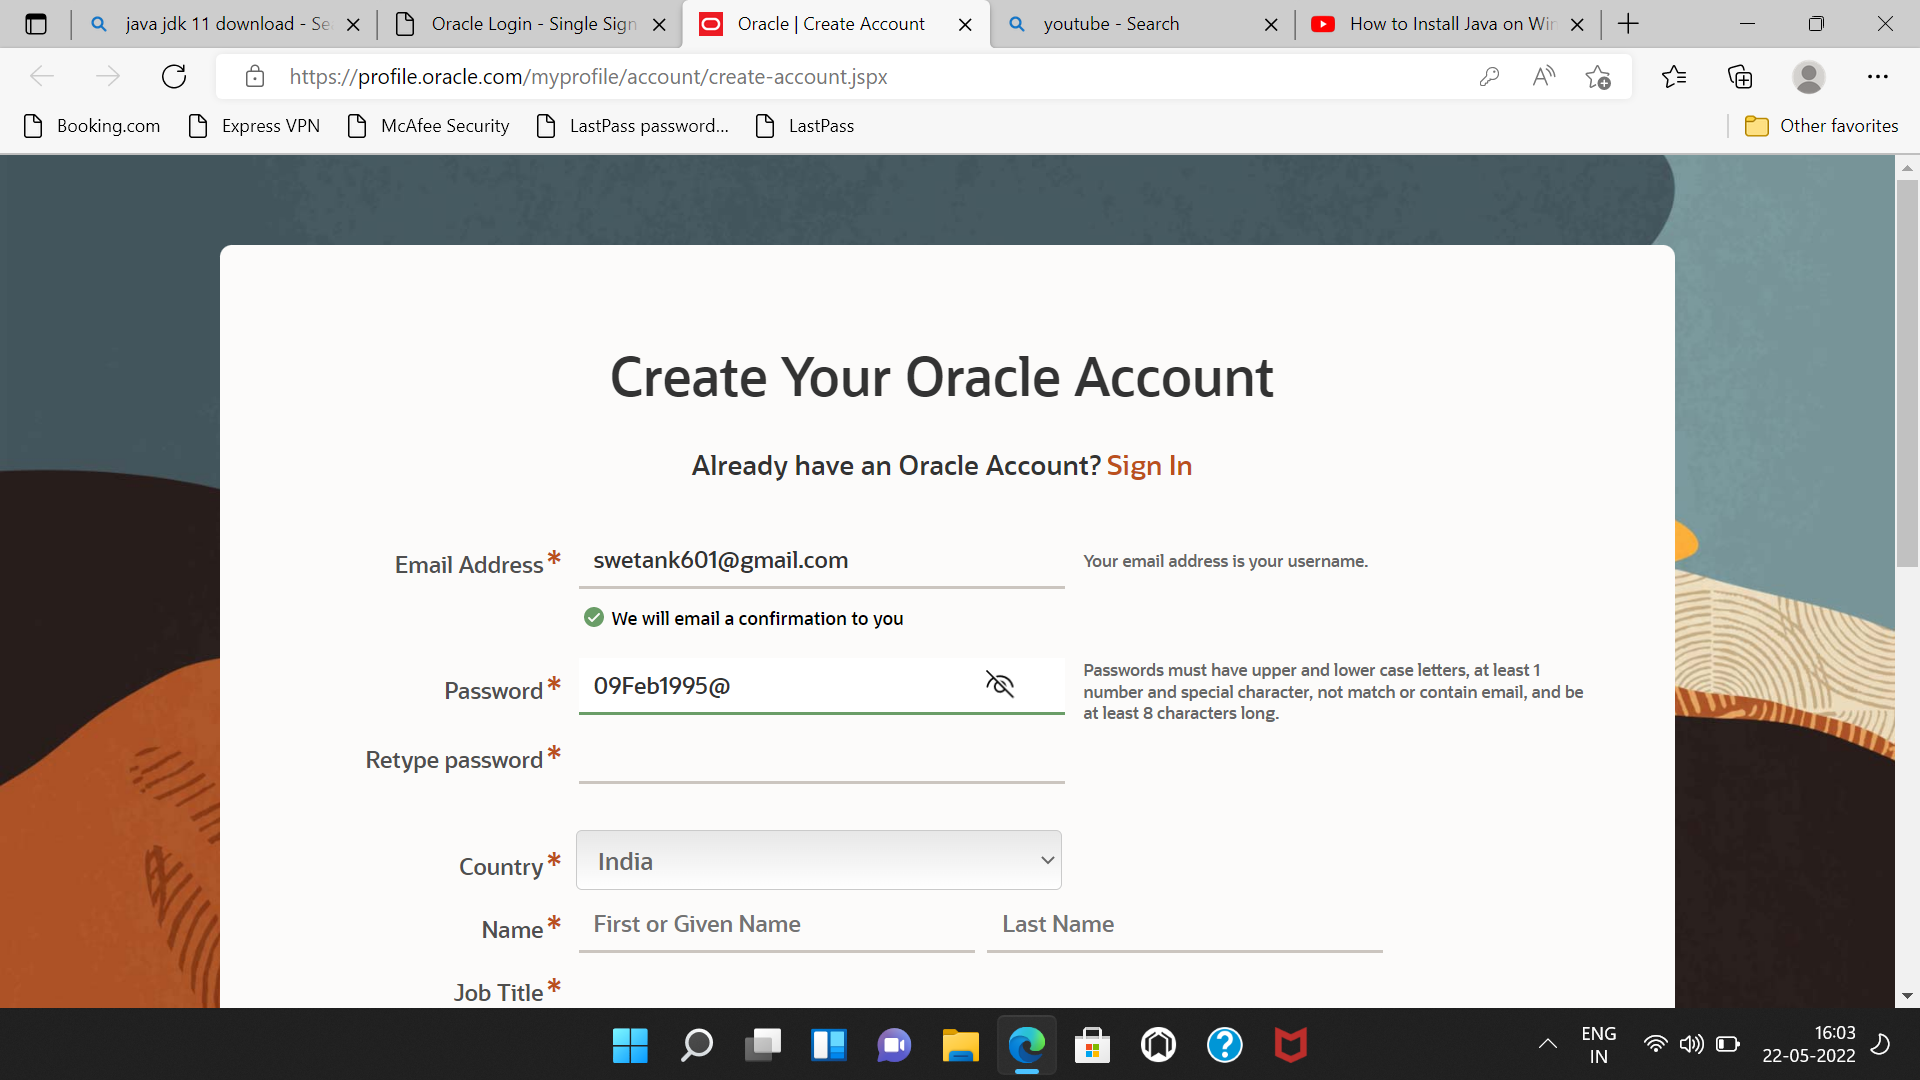 java jdk 11 download - Se
Oracle Login - Single Sign
Oracle | Create Account
youtube - Search
How to Install Java on Win
https://profile.oracle.com/myprofile/account/create-account.jspx
Booking.com
Express VPN
McAfee Security
LastPass password...
LastPass
Other favorites
Create Your Oracle Account
Already have an Oracle Account? Sign In
Email Address*
swetank601@gmail.com
Your email address is your username.
We will email a confirmation to you
Password*
09Feb1995@
Passwords must have upper and lower case letters, at least 1
number and special character, not match or contain email, and be
at least 8 characters long.
Retype password*
Country*
India
Name*
First or Given Name
Last Name
Job Title*
ENG
IN
16:03
22-05-2022